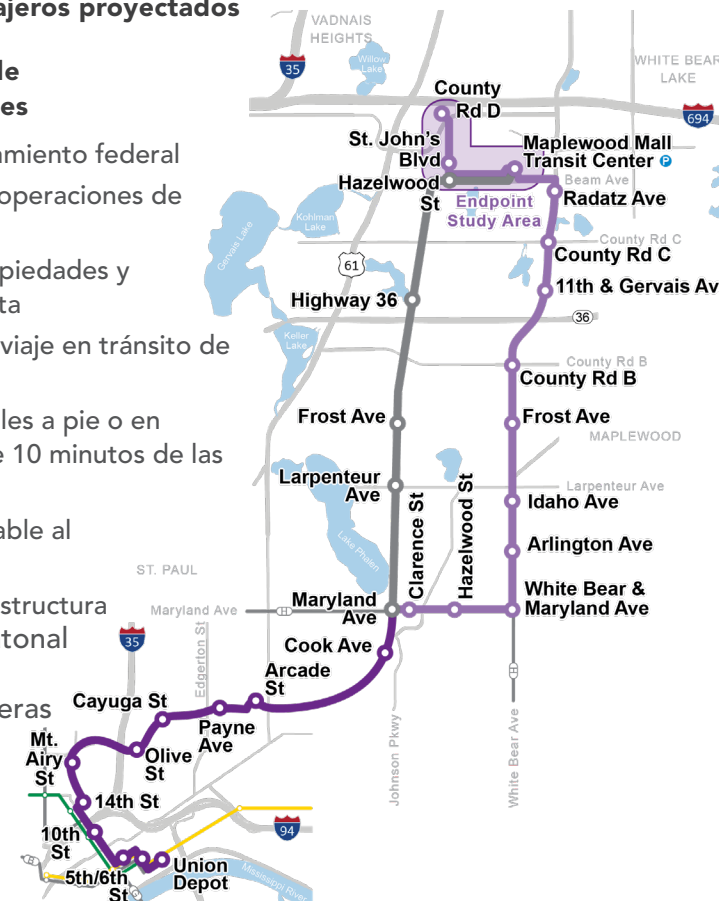 ajeros proyectados
le
es
amiento federal
operaciones de
piedades y
ta
viaje en tránsito de
les a pie o en
e 10 minutos de las
able al
structura
tonal
eras
VADNAIS
HEIGHTS
35
Willow
Lake
WHITE BEAR
LAKE
694
County
Rd D
St. John's
Blvd
Maplewood Mall
Transit Center P
Hazelwood
St
Beam Ave
Endpoint
Study Area
Radatz Ave
Kohlman
Lake
Gervais Lake
County Rd C
County Rd C
61
11th & Gervais Av
Highway 36
36
Keller
Lake
County Rd B
County Rd B
Frost Ave
Frost Ave
MAPLEWOOD
Larpenteur
Ave
Larpenteur Ave
Clarence St
Hazelwood St
Idaho Ave
Lake Phalen
Arlington Ave
ST. PAUL
White Bear &
Maryland Ave
Maryland Ave
H
Maryland
Ave
35
Edgerton St
Cook Ave
H
Arcade
St
Cayuga St
Payne
Ave
Johnson Pkwy
White Bear Ave
Mt.
Airy
St
Olive
St
14th St
10th
St
94
5th/6th
St
Union
Depot
Mississippi River